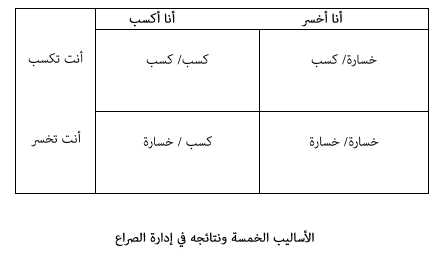 أنا أكسب أنا أخسر
أنت تكسب كسب/ كسب خسارة/ كسب
أنت تخسر كسب / خسارة خسارة/ خسارة
الأساليب الخمسة ونتائجه في إدارة الصراع